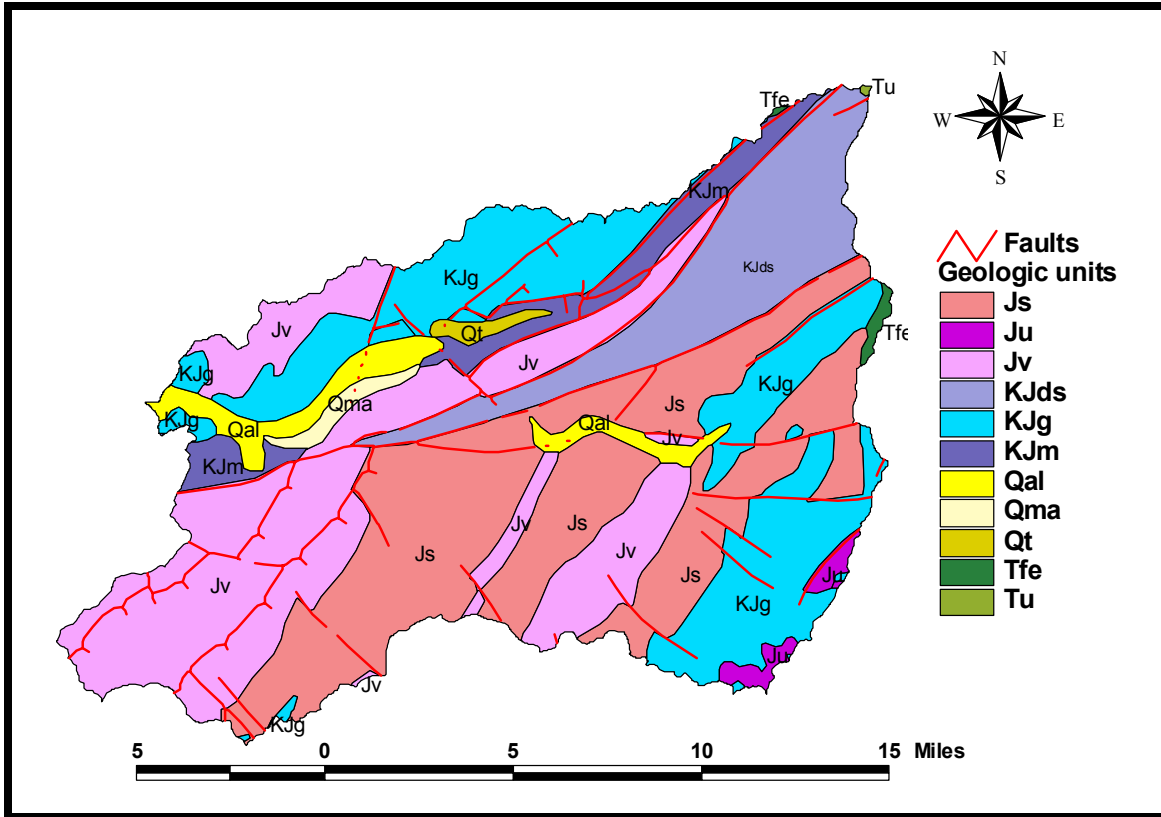 N
W E
S
Tu
Tfe
KJm
KJds
KJg
Jv
KJg
Qt
Jv
Tfe
KJg
Qma
Js
KJg
Qal
Qal
Jv
KJm
Jv
Js
Js
Jv
Jv
Js
Ju
KJg
Ju
Jv
KJg
Faults
Geologic units
Js
Ju
Jv
KJds
KJg
KJm
Qal
Qma
Qt
Tfe
Tu
5 0 5 10 15 Miles